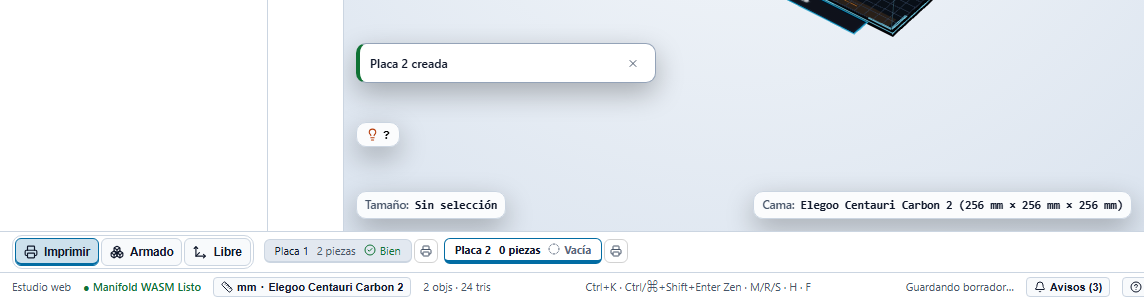 Placa 2 creada
?
Tamaño: Sin selección
Cama: Elegoo Centauri Carbon 2 (256 mm × 256 mm × 256 mm)
Imprimir Armado Libre Placa 1 2 piezas Bien Placa 2 0 piezas Vacía
Estudio web ● Manifold WASM Listo mm · Elegoo Centauri Carbon 2 2 objs · 24 tris Ctrl+K · Ctrl/⌘+Shift+Enter Zen · M/R/S · H · F Guardando borrador… Avisos (3)